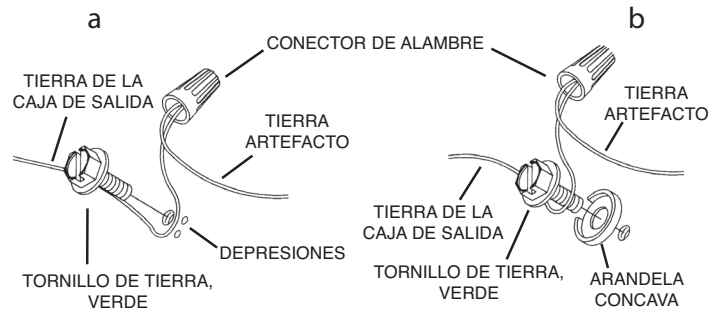 a
CONECTOR DE ALAMBRE
TIERRA DE LA
CAJA DE SALIDA
TIERRA
ARTEFACTO
DEPRESIONES
TORNILLO DE TIERRA,
VERDE
b
TIERRA
ARTEFACTO
TIERRA DE LA
CAJA DE SALIDA
TORNILLO DE TIERRA,
VERDE
ARANDELA
CONCAVA